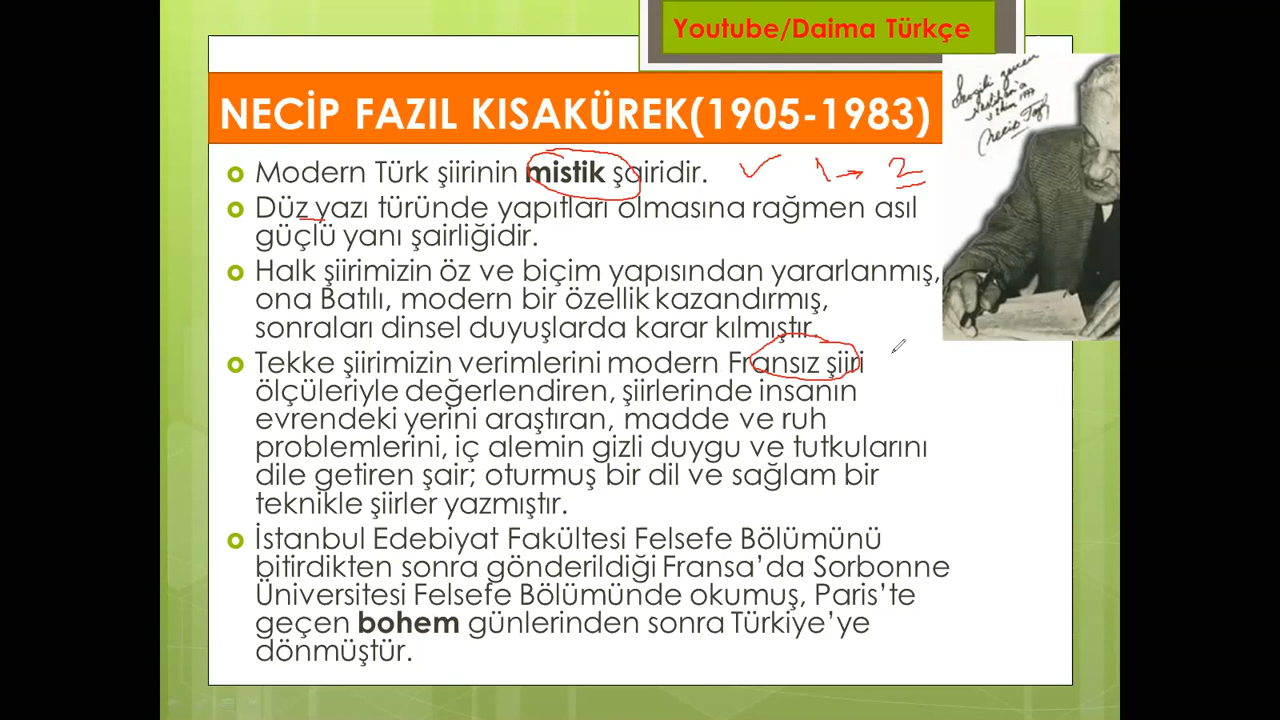 Youtube/Daima Türkçe
NECİP FAZIL KISAKÜREK(1905-1983)
Modern Türk şiirinin mistik şairidir. 1 → 2
Düz yazı türünde yapıtları olmasına rağmen asıl
güçlü yanı şairliğidir.
Halk şiirimizin öz ve biçim yapısından yararlanmış,
ona Batılı, modern bir özellik kazandırmış,
sonraları dinsel duyuşlarda karar kılmıştır.
Tekke şiirimizin verimlerini modern Fransız şiiri
ölçüleriyle değerlendiren, şiirlerinde insanın
evrendeki yerini araştıran, madde ve ruh
problemlerini, iç alemin gizli duygu ve tutkularını
dile getiren şair; oturmuş bir dil ve sağlam bir
teknikle şiirler yazmıştır.
İstanbul Edebiyat Fakültesi Felsefe Bölümünü
bitirdikten sonra gönderildiği Fransa'da Sorbonne
Üniversitesi Felsefe Bölümünde okumuş, Paris'te
geçen bohem günlerinden sonra Türkiye'ye
dönmüştür.